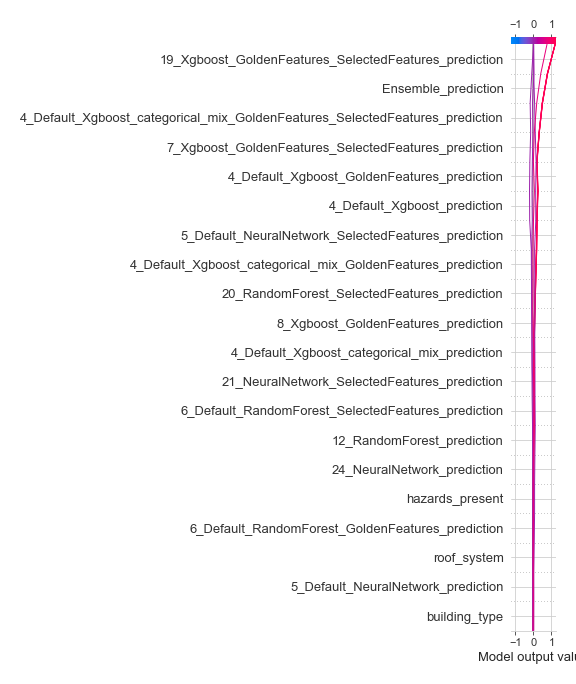 −1 0 1
19_Xgboost_GoldenFeatures_SelectedFeatures_prediction
Ensemble_prediction
4_Default_Xgboost_categorical_mix_GoldenFeatures_SelectedFeatures_prediction
7_Xgboost_GoldenFeatures_SelectedFeatures_prediction
4_Default_Xgboost_GoldenFeatures_prediction
4_Default_Xgboost_prediction
5_Default_NeuralNetwork_SelectedFeatures_prediction
4_Default_Xgboost_categorical_mix_GoldenFeatures_prediction
20_RandomForest_SelectedFeatures_prediction
8_Xgboost_GoldenFeatures_prediction
4_Default_Xgboost_categorical_mix_prediction
21_NeuralNetwork_SelectedFeatures_prediction
6_Default_RandomForest_SelectedFeatures_prediction
12_RandomForest_prediction
24_NeuralNetwork_prediction
hazards_present
6_Default_RandomForest_GoldenFeatures_prediction
roof_system
5_Default_NeuralNetwork_prediction
building_type
−1 0 1
Model output valu